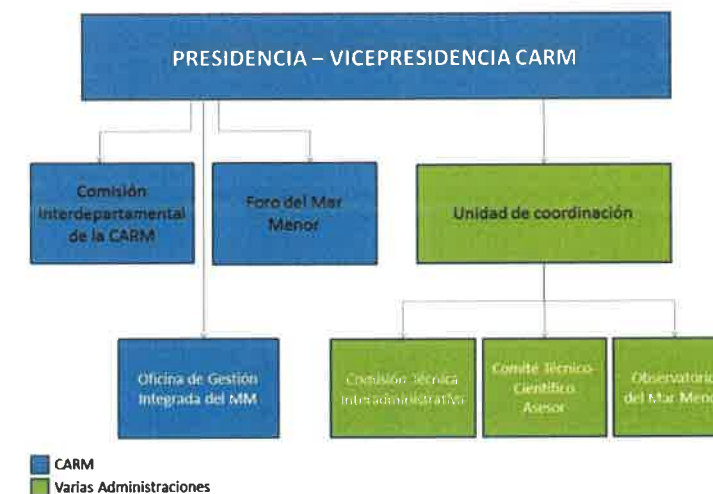 PRESIDENCIA – VICEPRESIDENCIA CARM
Comisión
Interdepartamental
de la CARM
Foro del Mar
Menor
Unidad de coordinación
Oficina de Gestión
Integrada del MM
Comisión Técnica
Interadministrativa
Comité Técnico-
Científico
Asesor
Observatorio
del Mar Menor
CARM
Varias Administraciones